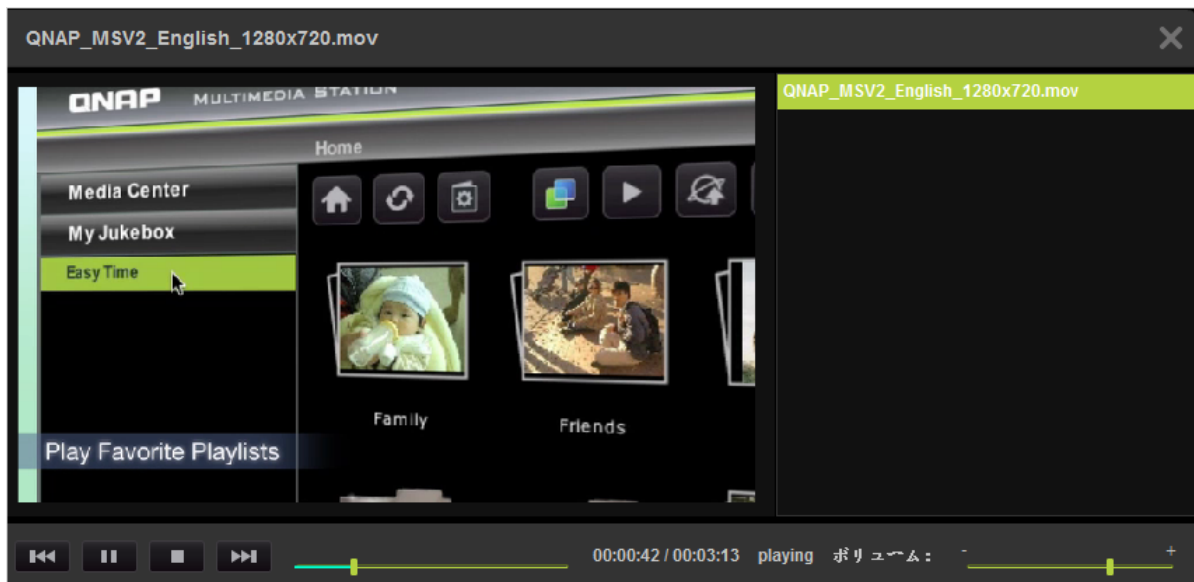 QNAP_MSV2_English_1280x720.mov
QNAP MULTIMEDIA STATION
Home
Media Center
My Jukebox
Easy Time
Family
Friends
Play Favorite Playlists
QNAP_MSV2_English_1280x720.mov
00:00:42 / 00:03:13 playing ボリューム: - +